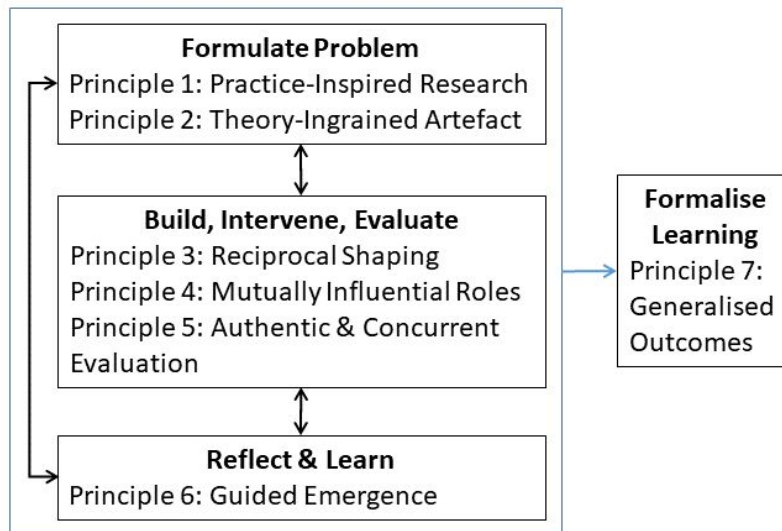 Formulate Problem
Principle 1: Practice-Inspired Research
Principle 2: Theory-Ingrained Artefact
Build, Intervene, Evaluate
Principle 3: Reciprocal Shaping
Principle 4: Mutually Influential Roles
Principle 5: Authentic & Concurrent
Evaluation
Reflect & Learn
Principle 6: Guided Emergence
Formalise
Learning
Principle 7:
Generalised
Outcomes